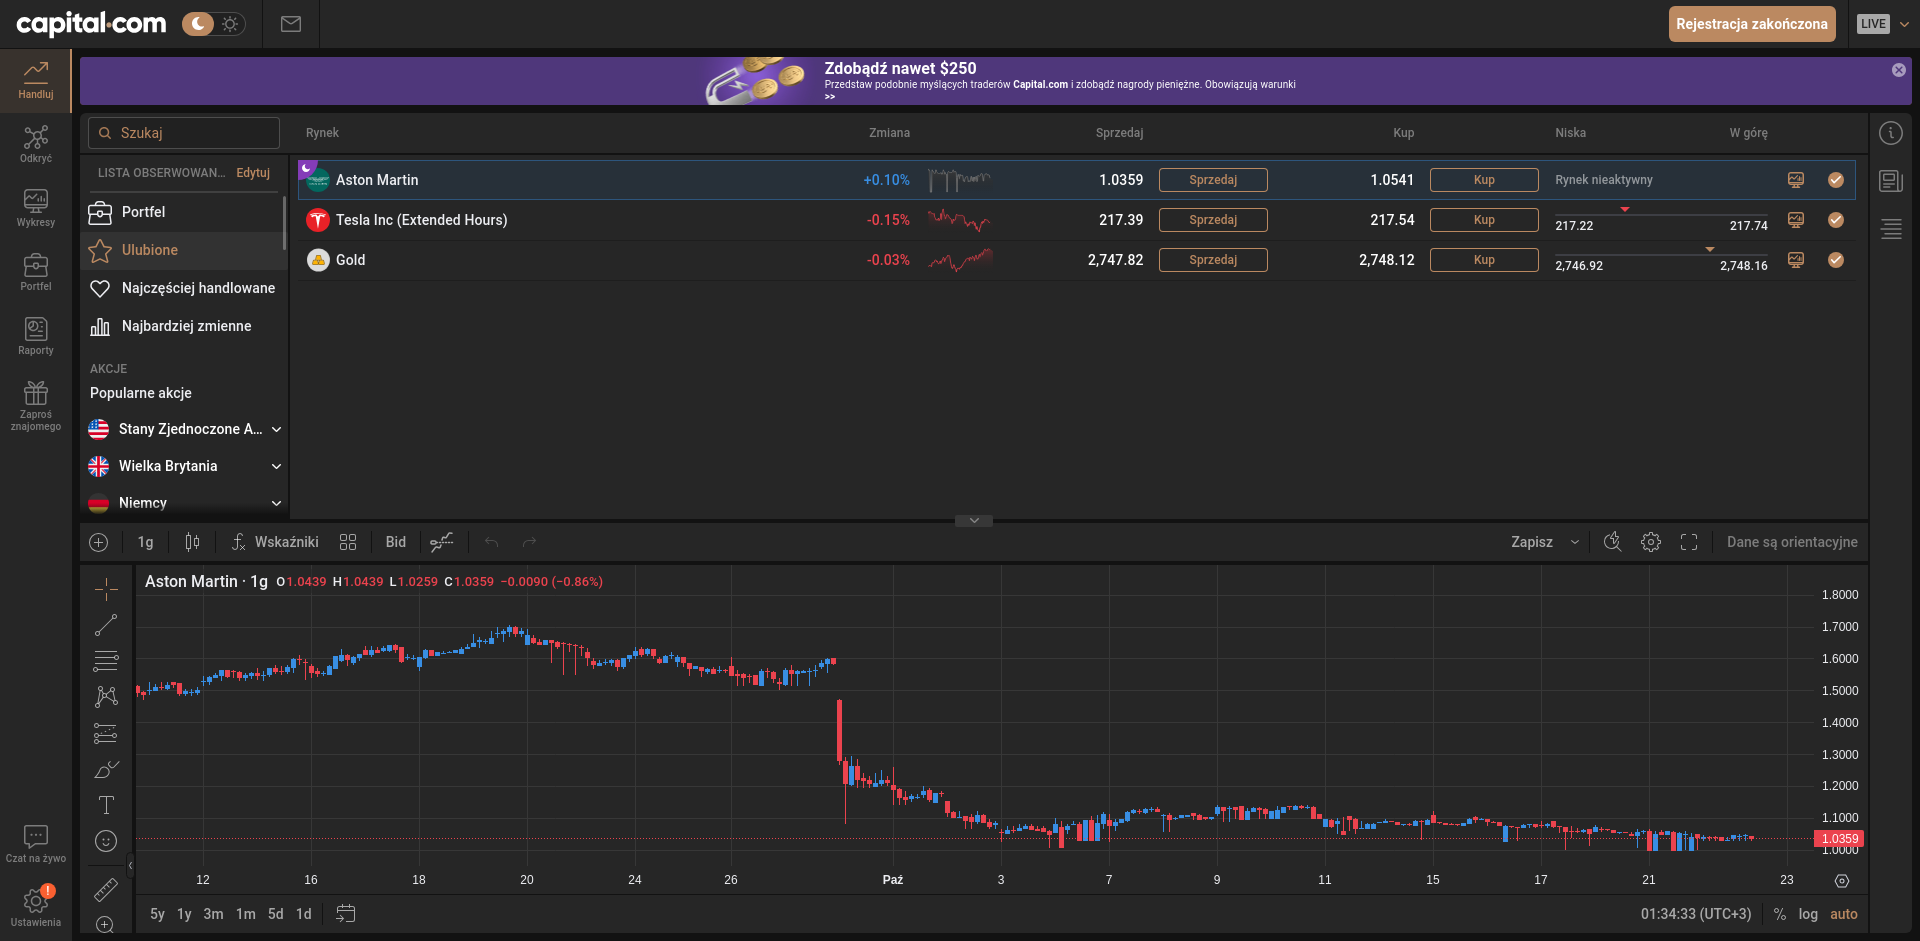 capital.com
Rejestracja zakończona
LIVE
Handluj
Zdobądź nawet $250
Przedstaw podobnie myślących traderów Capital.com i zdobądź nagrody pieniężne. Obowiązują warunki
>>
Odkryć
Wykresy
Portfel
Raporty
Zaproś
znajomego
Czat na żywo
!
Ustawienia
Szukaj
LISTA OBSERWOWAN... Edytuj
Portfel
Ulubione
Najczęściej handlowane
Najbardziej zmienne
AKCJE
Popularne akcje
Stany Zjednoczone A...
Wielka Brytania
Niemcy
Rynek Zmiana Sprzedaj Kup Niska W górę
Aston Martin +0.10% 1.0359 Sprzedaj 1.0541 Kup Rynek nieaktywny
Tesla Inc (Extended Hours) -0.15% 217.39 Sprzedaj 217.54 Kup 217.22 217.74
Gold -0.03% 2,747.82 Sprzedaj 2,748.12 Kup 2,746.92 2,748.16
1g Wskaźniki Bid Zapisz Dane są orientacyjne
Aston Martin · 1g O1.0439 H1.0439 L1.0259 C1.0359 −0.0090 (−0.86%)
1.8000
1.7000
1.6000
1.5000
1.4000
1.3000
1.2000
1.1000
1.0359
1.0000
12 16 18 20 24 26 Paź 3 7 9 11 15 17 21 23
5y 1y 3m 1m 5d 1d 01:34:33 (UTC+3) % log auto